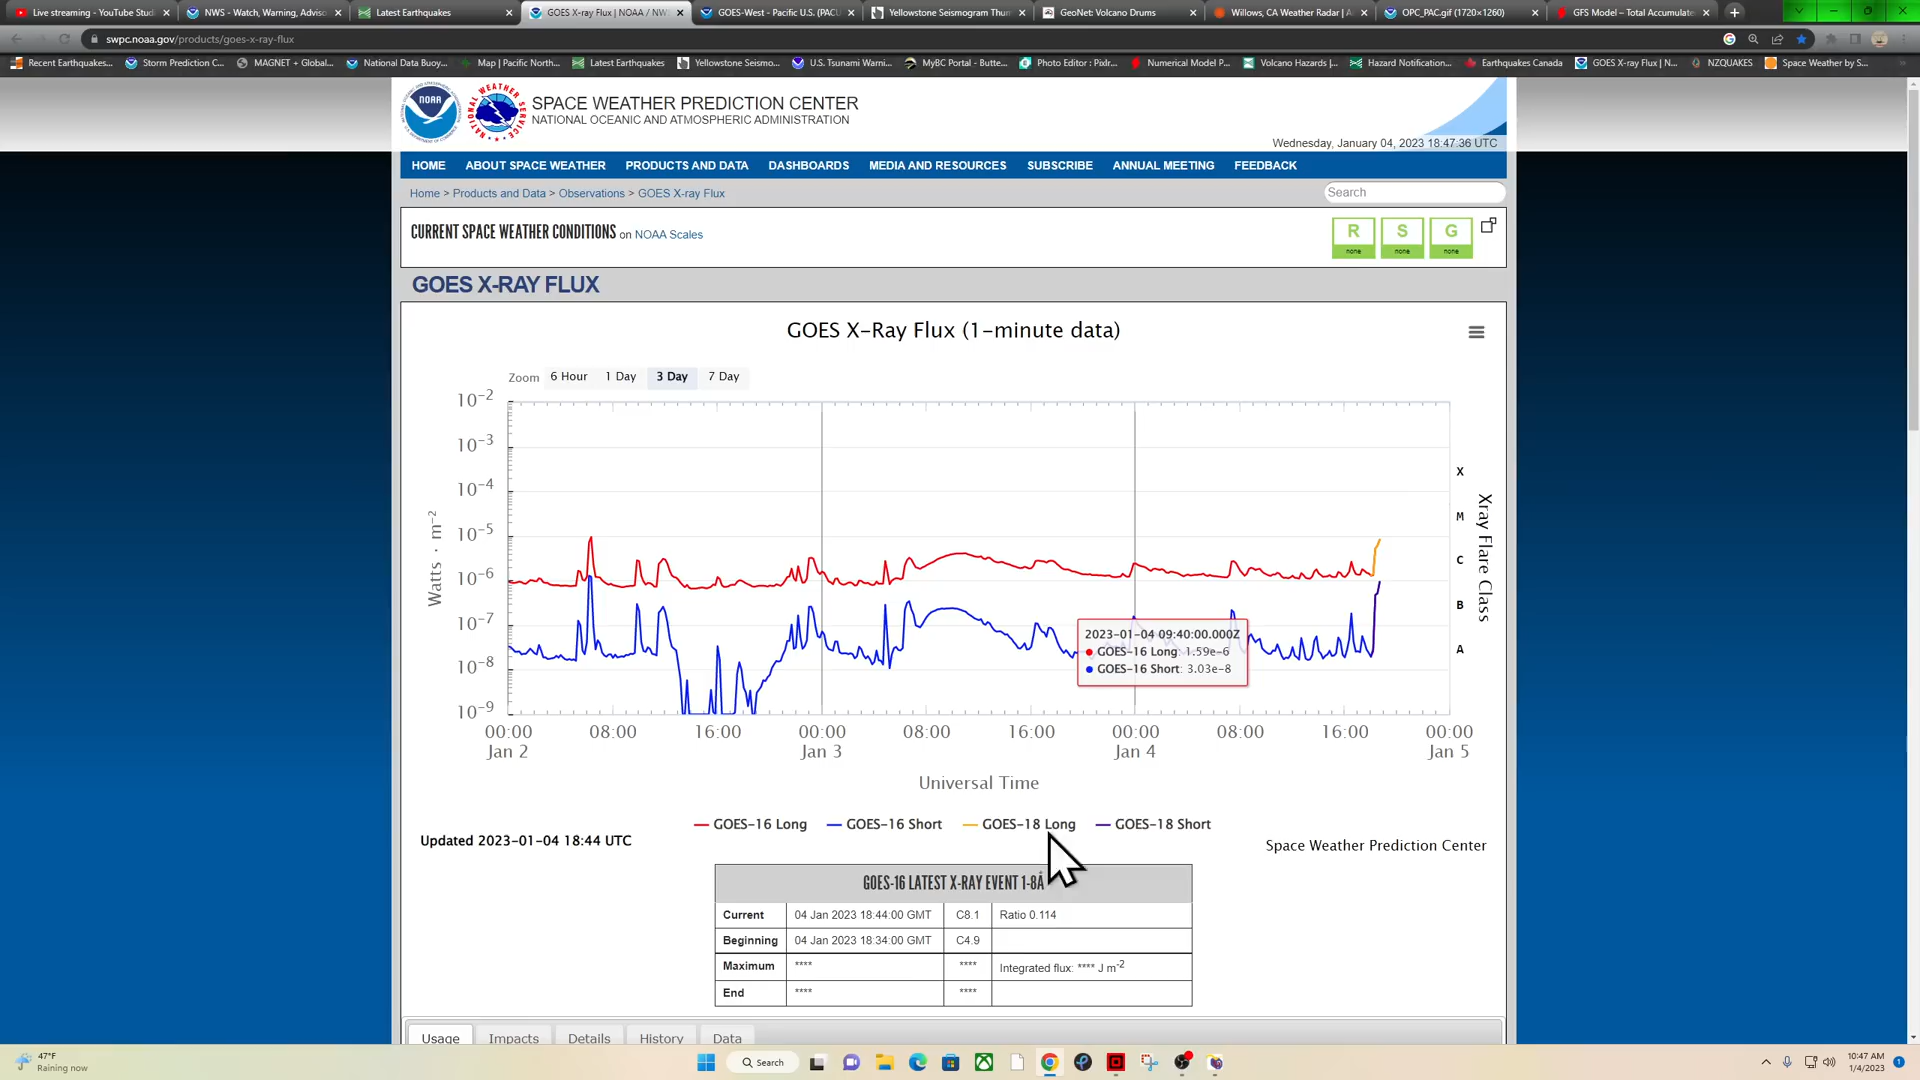 Live streaming - YouTube Studi
NWS - Watch, Warning, Adviso
Latest Earthquakes
GOES X-ray Flux | NOAA / NW
GOES-West - Pacific U.S. (PACU
Yellowstone Seismogram Thum
GeoNet: Volcano Drums
Willows, CA Weather Radar | A
OPC_PAC.gif (1720×1260)
GFS Model – Total Accumulate
swpc.noaa.gov/products/goes-x-ray-flux
Recent Earthquakes...
Storm Prediction C...
MAGNET + Global...
National Data Buoy...
Map | Pacific North...
Latest Earthquakes
Yellowstone Seismo...
U.S. Tsunami Warni...
MyBC Portal - Butte...
Photo Editor : Pixlr...
Numerical Model P...
Volcano Hazards |...
Hazard Notification...
Earthquakes Canada
GOES X-ray Flux | N...
NZQUAKES
Space Weather by S...
NOAA
SPACE WEATHER PREDICTION CENTER
NATIONAL OCEANIC AND ATMOSPHERIC ADMINISTRATION
Wednesday, January 04, 2023 18:47:36 UTC
HOME ABOUT SPACE WEATHER PRODUCTS AND DATA DASHBOARDS MEDIA AND RESOURCES SUBSCRIBE ANNUAL MEETING FEEDBACK
Home > Products and Data > Observations > GOES X-ray Flux
Search
CURRENT SPACE WEATHER CONDITIONS on NOAA Scales
R S G
none none none
GOES X-RAY FLUX
GOES X-Ray Flux (1-minute data)
Zoom 6 Hour 1 Day 3 Day 7 Day
10-2
10-3
10-4
10-5
10-6
10-7
10-8
10-9
Watts · m-2
X
M
C
B
A
Xray Flare Class
2023-01-04 09:40:00.000Z
GOES-16 Long: 1.59e-6
GOES-16 Short: 3.03e-8
00:00 08:00 16:00 00:00 08:00 16:00 00:00 08:00 16:00 00:00
Jan 2 Jan 3 Jan 4 Jan 5
Universal Time
GOES-16 Long GOES-16 Short GOES-18 Long GOES-18 Short
Updated 2023-01-04 18:44 UTC
Space Weather Prediction Center
GOES-16 LATEST X-RAY EVENT 1-8Å
Current 04 Jan 2023 18:44:00 GMT C8.1 Ratio 0.114
Beginning 04 Jan 2023 18:34:00 GMT C4.9
Maximum **** **** Integrated flux: **** J m-2
End **** ****
Usage Impacts Details History Data
47°F
Raining now
Search
10:47 AM
1/4/2023
1